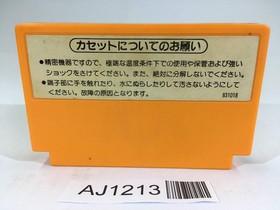 カセットについてのお願い
●精密機器ですので、極端な温度条件下での使用や保管および強い
ショックをさけてください。また、絶対に分解しないでください。
●端子部に手を触れたり、水にぬらしたりして汚さないようにして
ください。故障の原因となります。
831018
AJ1213